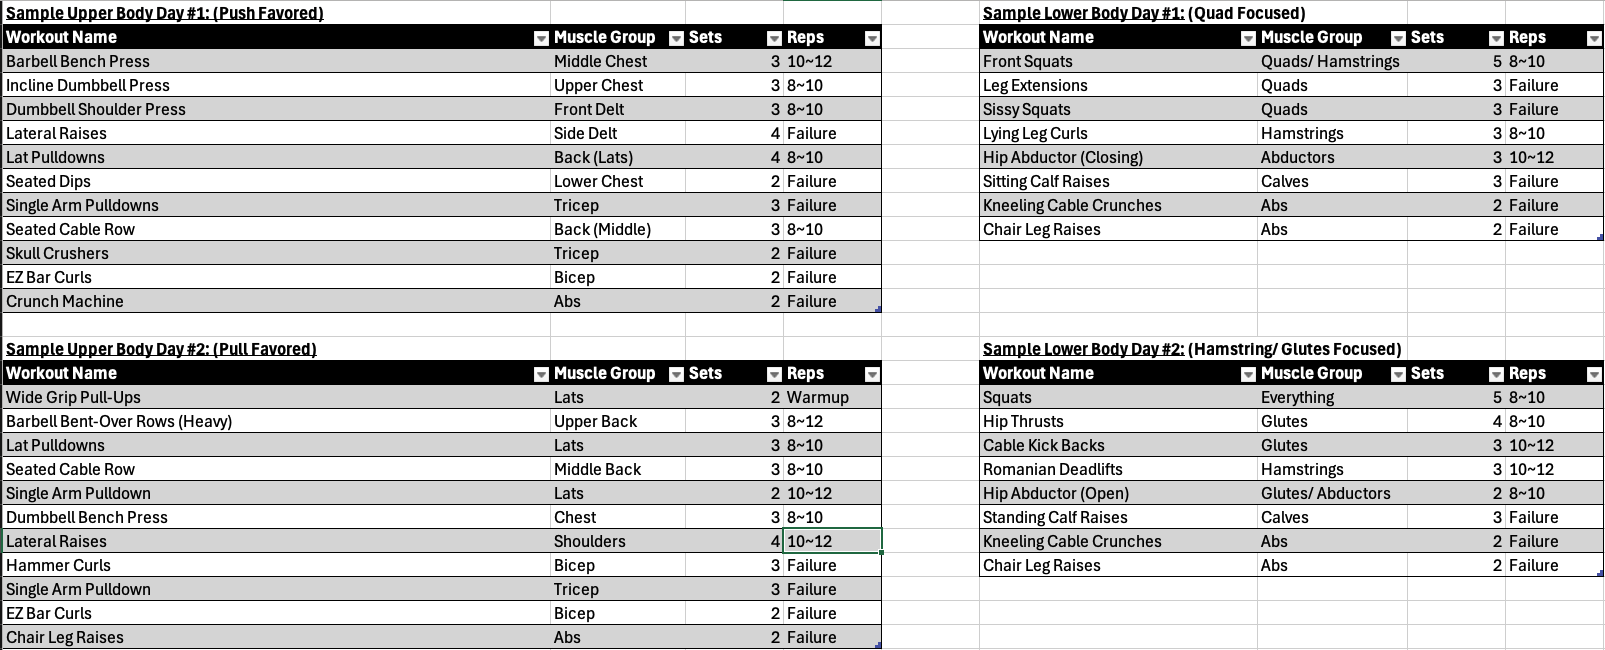 Sample Upper Body Day #1: (Push Favored)
Workout Name Muscle Group Sets Reps
Barbell Bench Press Middle Chest 3 10~12
Incline Dumbbell Press Upper Chest 3 8~10
Dumbbell Shoulder Press Front Delt 3 8~10
Lateral Raises Side Delt 4 Failure
Lat Pulldowns Back (Lats) 4 8~10
Seated Dips Lower Chest 2 Failure
Single Arm Pulldowns Tricep 3 Failure
Seated Cable Row Back (Middle) 3 8~10
Skull Crushers Tricep 2 Failure
EZ Bar Curls Bicep 2 Failure
Crunch Machine Abs 2 Failure
Sample Lower Body Day #1: (Quad Focused)
Workout Name Muscle Group Sets Reps
Front Squats Quads/ Hamstrings 5 8~10
Leg Extensions Quads 3 Failure
Sissy Squats Quads 3 Failure
Lying Leg Curls Hamstrings 3 8~10
Hip Abductor (Closing) Abductors 3 10~12
Sitting Calf Raises Calves 3 Failure
Kneeling Cable Crunches Abs 2 Failure
Chair Leg Raises Abs 2 Failure
Sample Upper Body Day #2: (Pull Favored)
Workout Name Muscle Group Sets Reps
Wide Grip Pull-Ups Lats 2 Warmup
Barbell Bent-Over Rows (Heavy) Upper Back 3 8~12
Lat Pulldowns Lats 3 8~10
Seated Cable Row Middle Back 3 8~10
Single Arm Pulldown Lats 2 10~12
Dumbbell Bench Press Chest 3 8~10
Lateral Raises Shoulders 4 10~12
Hammer Curls Bicep 3 Failure
Single Arm Pulldown Tricep 3 Failure
EZ Bar Curls Bicep 2 Failure
Chair Leg Raises Abs 2 Failure
Sample Lower Body Day #2: (Hamstring/ Glutes Focused)
Workout Name Muscle Group Sets Reps
Squats Everything 5 8~10
Hip Thrusts Glutes 4 8~10
Cable Kick Backs Glutes 3 10~12
Romanian Deadlifts Hamstrings 3 10~12
Hip Abductor (Open) Glutes/ Abductors 2 8~10
Standing Calf Raises Calves 3 Failure
Kneeling Cable Crunches Abs 2 Failure
Chair Leg Raises Abs 2 Failure